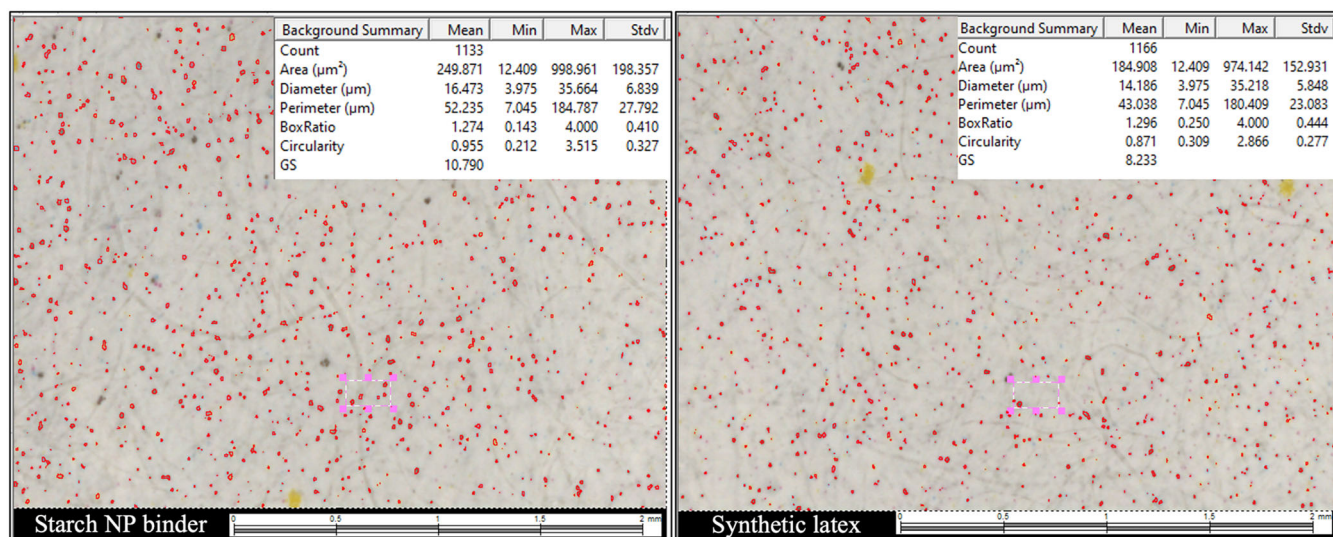 Background Summary Mean Min Max Stdv
Count 1133
Area (µm²) 249.871 12.409 998.961 198.357
Diameter (µm) 16.473 3.975 35.664 6.839
Perimeter (µm) 52.235 7.045 184.787 27.792
BoxRatio 1.274 0.143 4.000 0.410
Circularity 0.955 0.212 3.515 0.327
GS 10.790
Starch NP binder
0 0.5 1 1.5 2 mm
Background Summary Mean Min Max Stdv
Count 1166
Area (µm²) 184.908 12.409 974.142 152.931
Diameter (µm) 14.186 3.975 35.218 5.848
Perimeter (µm) 43.038 7.045 180.409 23.083
BoxRatio 1.296 0.250 4.000 0.444
Circularity 0.871 0.309 2.866 0.277
GS 8.233
Synthetic latex
0 0.5 1 1.5 2 mm